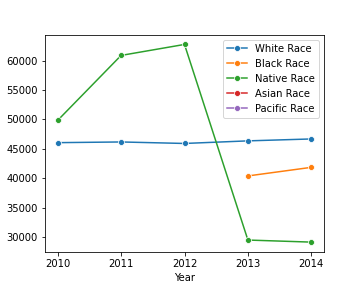 White Race
Black Race
Native Race
Asian Race
Pacific Race
60000
55000
50000
45000
40000
35000
30000
2010 2011 2012 2013 2014
Year